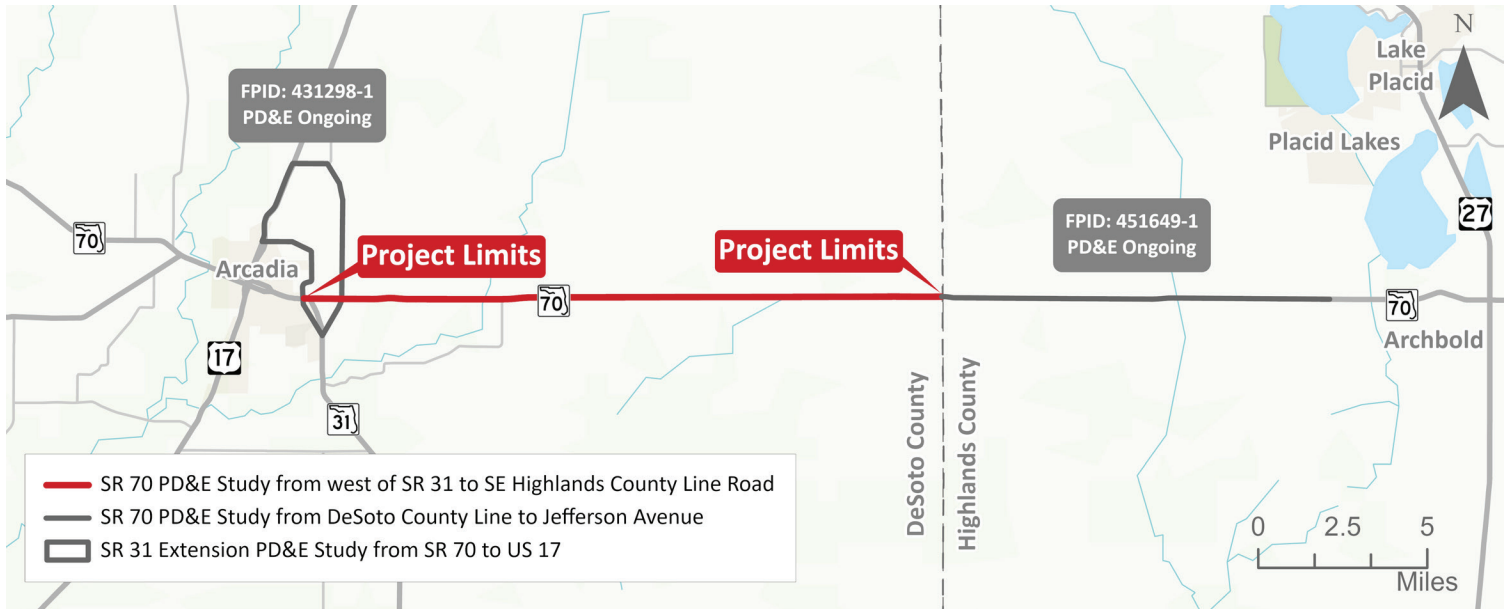 N
Lake
Placid
FPID: 431298-1
PD&E Ongoing
Placid Lakes
27
FPID: 451649-1
PD&E Ongoing
70
Project Limits
Project Limits
Arcadia
70
70
Archbold
17
31
DeSoto County
Highlands County
SR 70 PD&E Study from west of SR 31 to SE Highlands County Line Road
SR 70 PD&E Study from DeSoto County Line to Jefferson Avenue
SR 31 Extension PD&E Study from SR 70 to US 17
0 2.5 5
Miles